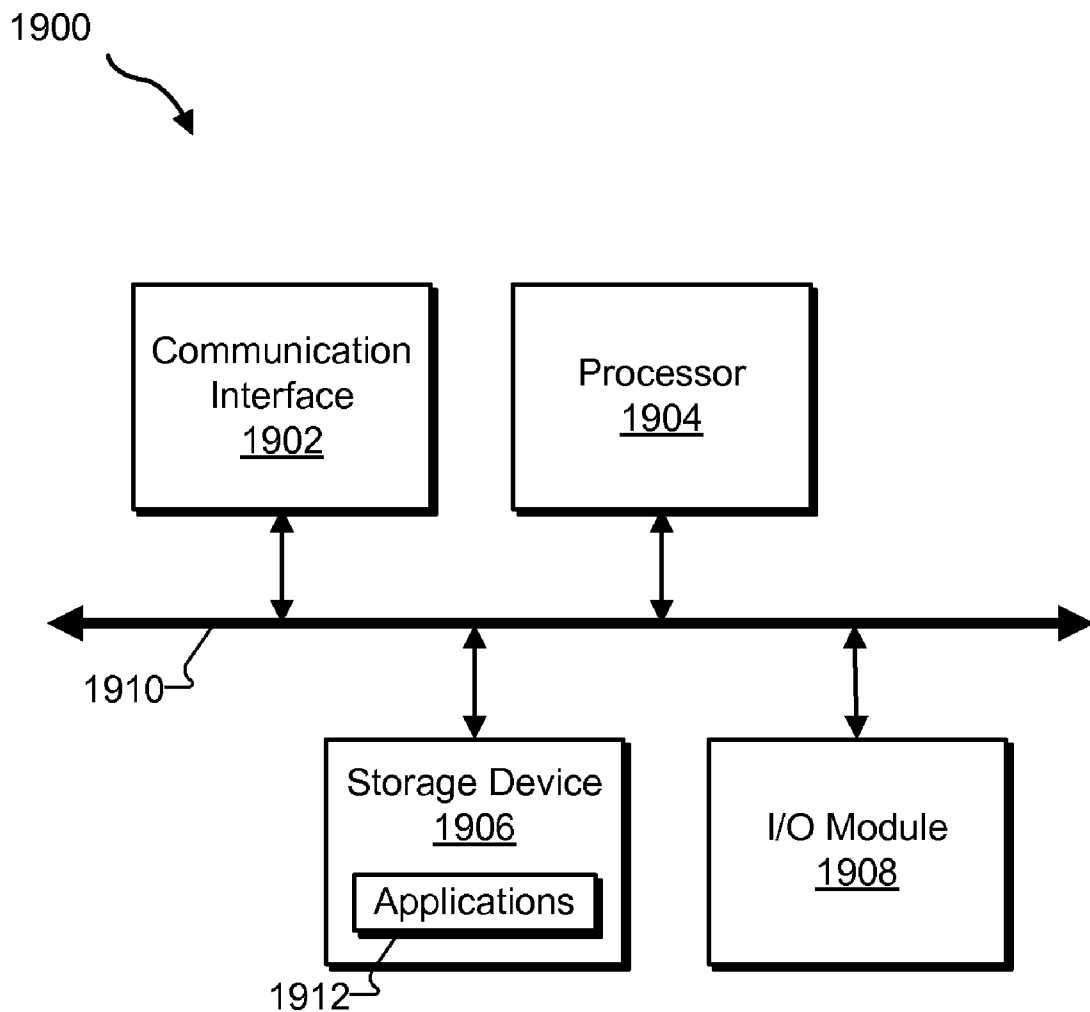 1900
Communication
Interface
1902
Processor
1904
1910
Storage Device
1906
Applications
1912
I/O Module
1908